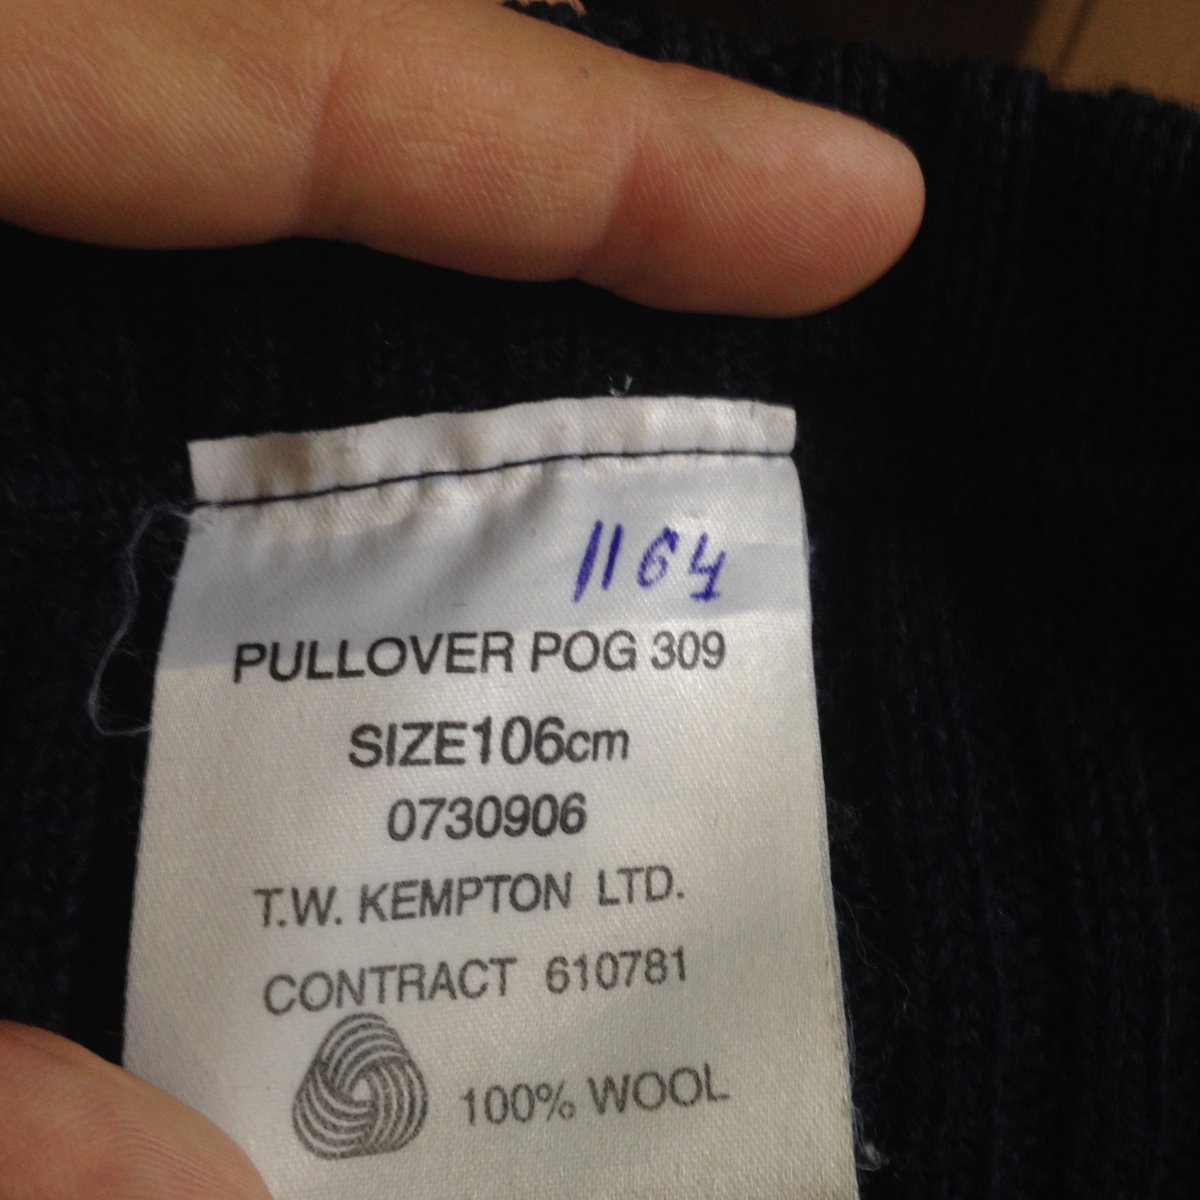 1164
PULLOVER POG 309
SIZE106cm
0730906
T.W. KEMPTON LTD.
CONTRACT 610781
100% WOOL